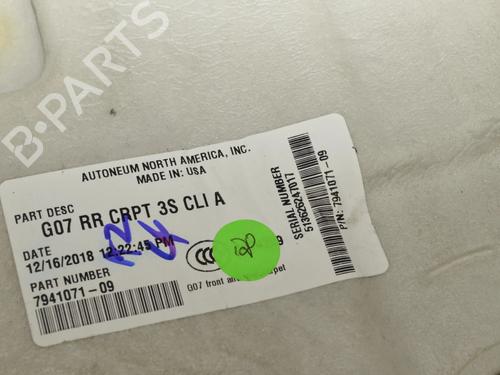 B-PARTS
AUTONEUM NORTH AMERICA, INC.
MADE IN: USA
PART DESC
G07 RR CRPT 3S CLI A
DATE
12/16/2018 12:22:45 PM
PART NUMBER
7941071-09
G07 front
SERIAL NUMBER
P/N: 7941071-09